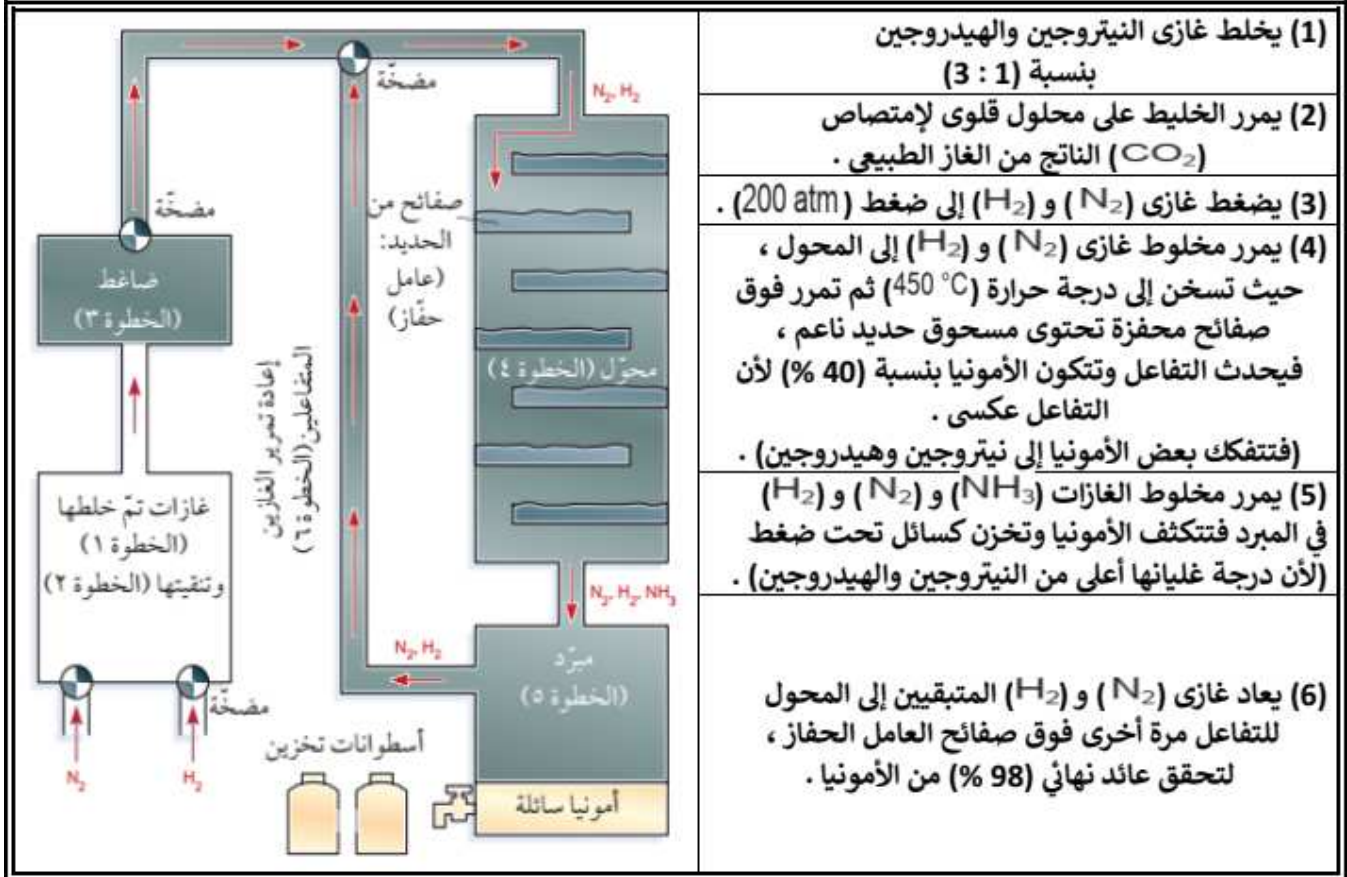 (1) يخلط غازى النيتروجين والهيدروجين
بنسبة (1 : 3)
(2) يمرر الخليط على محلول قلوى لإمتصاص
(CO₂) الناتج من الغاز الطبيعي .
(3) يضغط غازى (N₂) و (H₂) إلى ضغط (200 atm) .
(4) يمرر مخلوط غازى (N₂) و (H₂) إلى المحول ،
حيث تسخن إلى درجة حرارة (450 °C) ثم تمرر فوق
صفائح محفزة تحتوى مسحوق حديد ناعم ،
فيحدث التفاعل وتتكون الأمونيا بنسبة (40 %) لأن
التفاعل عكسى .
(فتتفكك بعض الأمونيا إلى نيتروجين وهيدروجين) .
(5) يمرر مخلوط الغازات (NH₃) و (N₂) و (H₂)
في المبرد فتتكثف الأمونيا وتخزن كسائل تحت ضغط
(لأن درجة غليانها أعلى من النيتروجين والهيدروجين) .
(6) يعاد غازى (N₂) و (H₂) المتبقيين إلى المحول
للتفاعل مرة أخرى فوق صفائح العامل الحفاز ،
لتحقق عائد نهائي (98 %) من الأمونيا .
مضخّة
N₂, H₂
صفائح من
الحديد:
(عامل
حفّاز)
محوّل (الخطوة ٤)
مضخّة
ضاغط
(الخطوة ٣)
إعادة تمرير الغازين
المتفاعلين (الخطوة ٦)
غازات تمّ خلطها
(الخطوة ١)
وتنقيتها (الخطوة ٢)
N₂, H₂, NH₃
N₂, H₂
مبرّد
(الخطوة ٥)
مضخّة
N₂
H₂
أسطوانات تخزين
أمونيا سائلة